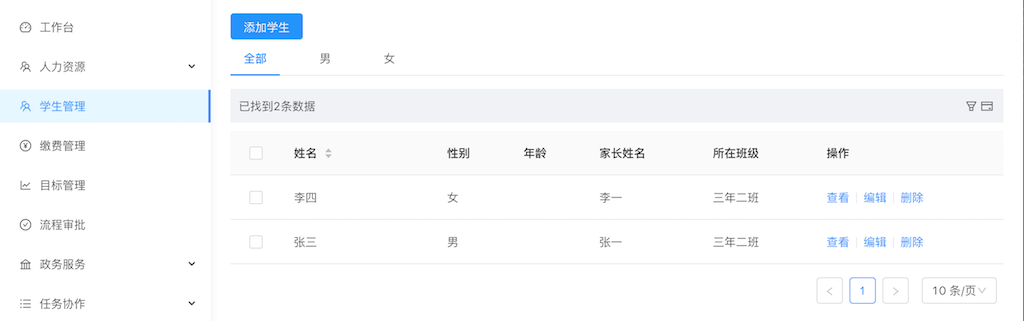 工作台
人力资源
学生管理
缴费管理
目标管理
流程审批
政务服务
任务协作
添加学生
全部 男 女
已找到2条数据
姓名 性别 年龄 家长姓名 所在班级 操作
李四 女 李一 三年二班 查看 编辑 删除
张三 男 张一 三年二班 查看 编辑 删除
1 10 条/页